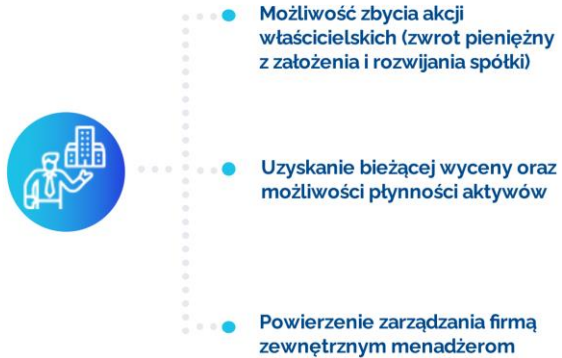 Możliwość zbycia akcji
właścicielskich (zwrot pieniężny
z założenia i rozwijania spółki)
Uzyskanie bieżącej wyceny oraz
możliwości płynności aktywów
Powierzenie zarządzania firmą
zewnętrznym menadżerom